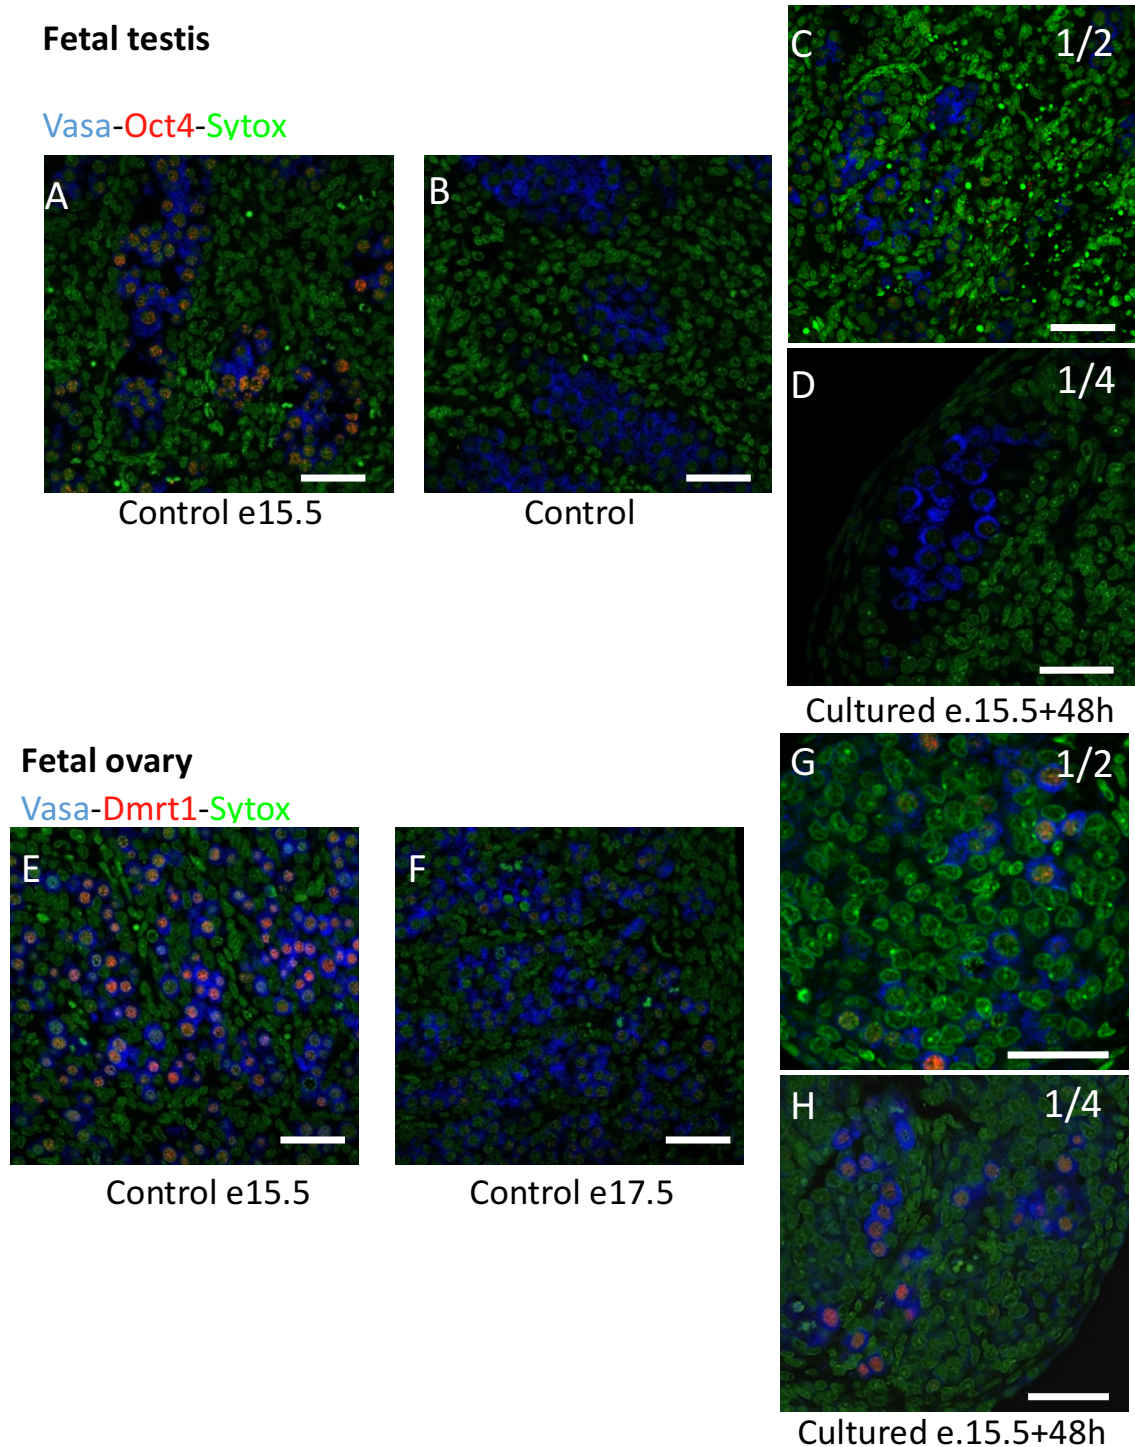 Fetal testis
Vasa-Oct4-Sytox
A
B
C 1/2
D 1/4
Control e15.5
Control
Cultured e.15.5+48h
Fetal ovary
Vasa-Dmrt1-Sytox
E
F
G 1/2
H 1/4
Control e15.5
Control e17.5
Cultured e.15.5+48h